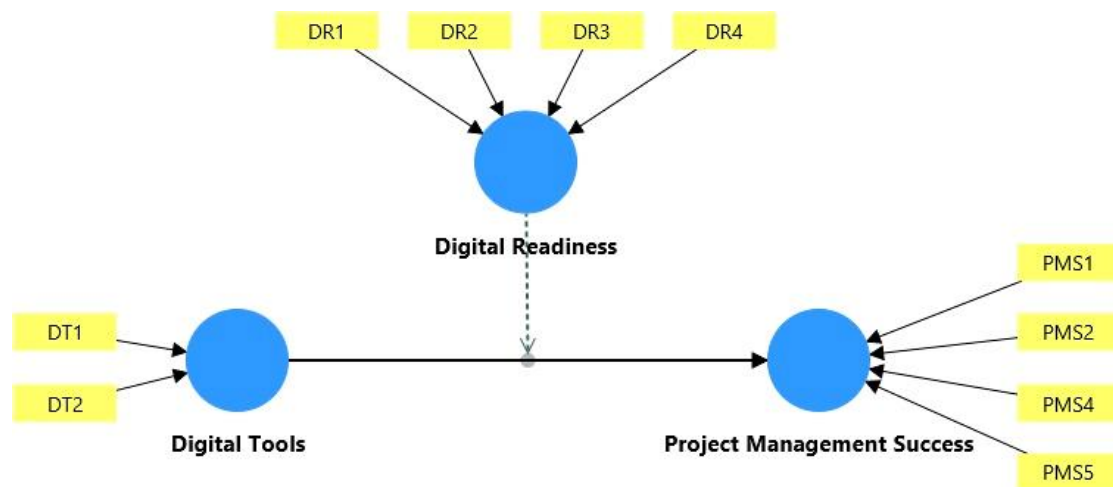 DR1 DR2 DR3 DR4
Digital Readiness
PMS1
DT1
PMS2
DT2
PMS4
Digital Tools
Project Management Success
PMS5